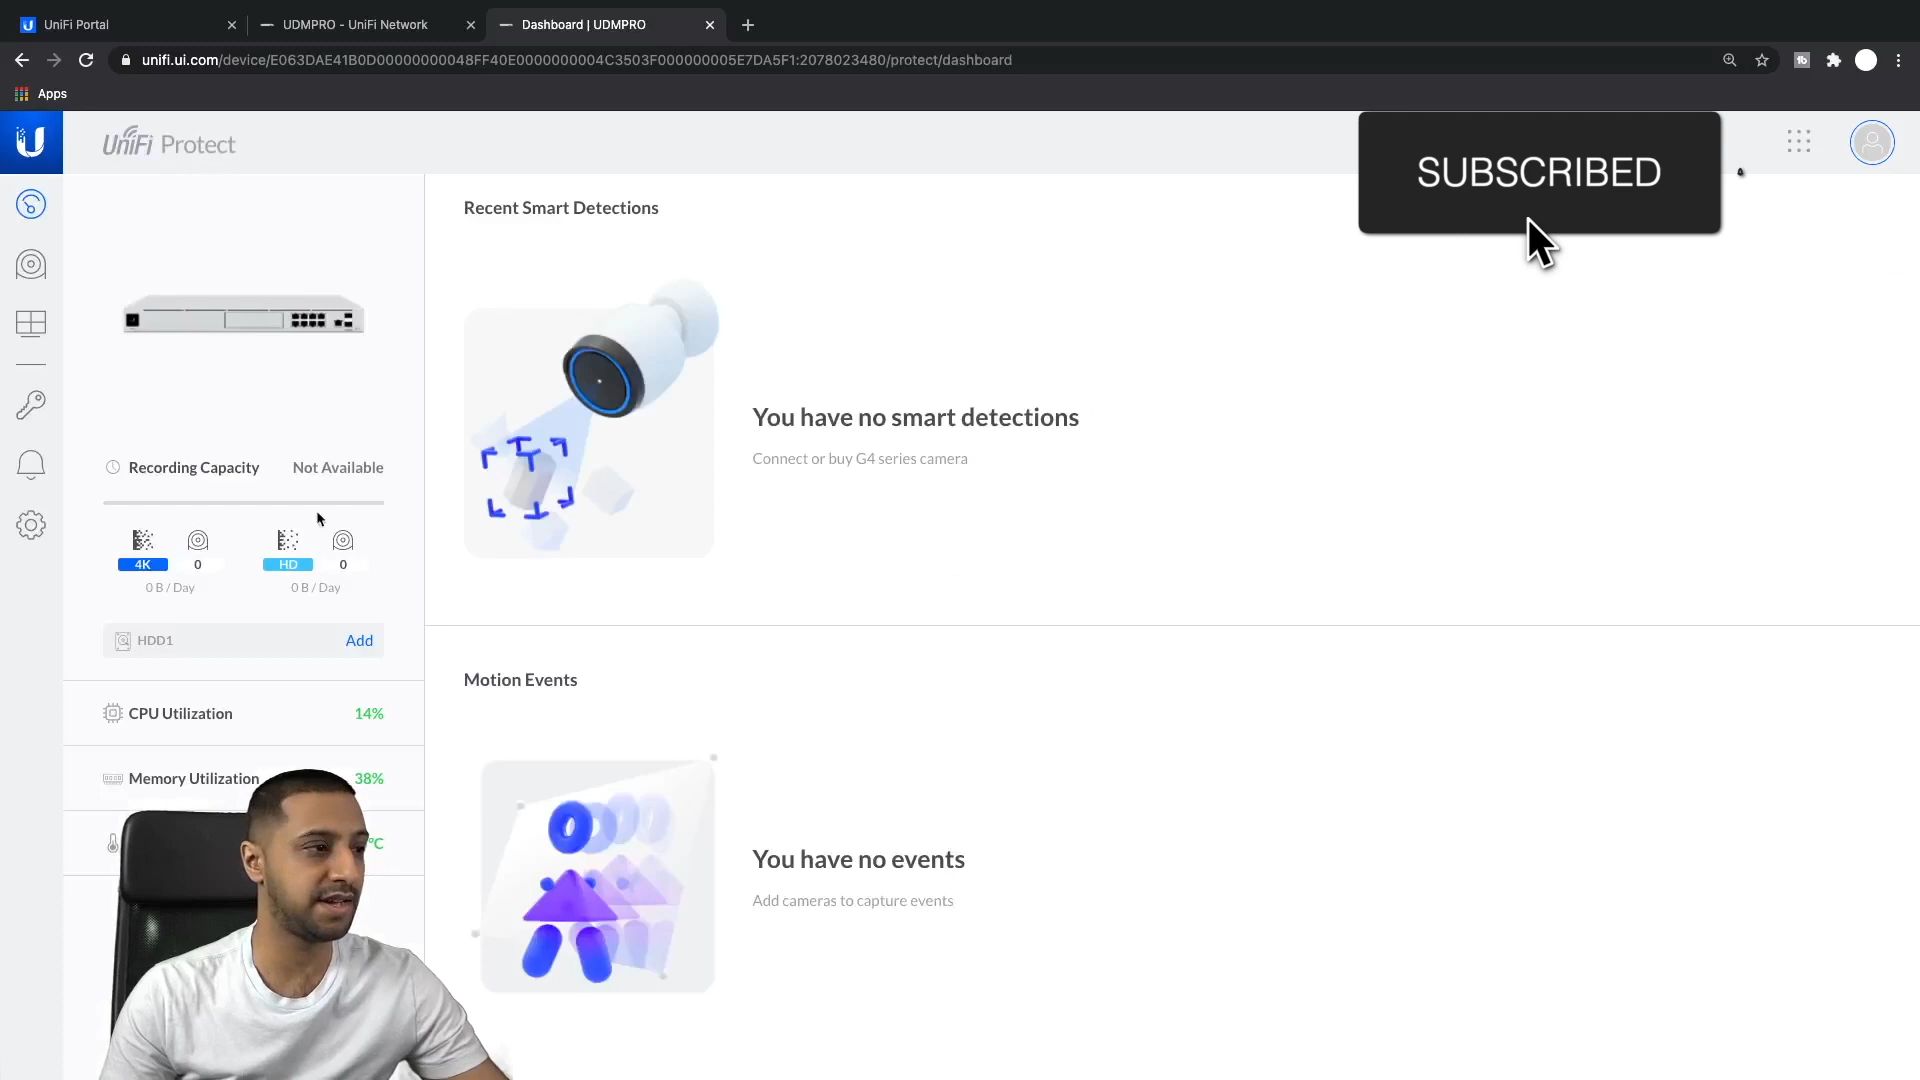 UniFi Portal
UDMPRO - UniFi Network
Dashboard | UDMPRO
unifi.ui.com/device/E063DAE41B0D00000000048FF40E0000000004C3503F000000005E7DA5F1:2078023480/protect/dashboard
Apps
UniFi Protect
SUBSCRIBED
Recent Smart Detections
You have no smart detections
Connect or buy G4 series camera
Recording Capacity Not Available
4K 0 HD 0
0 B / Day 0 B / Day
HDD1 Add
CPU Utilization 14%
Memory Utilization 38%
°C
Motion Events
You have no events
Add cameras to capture events